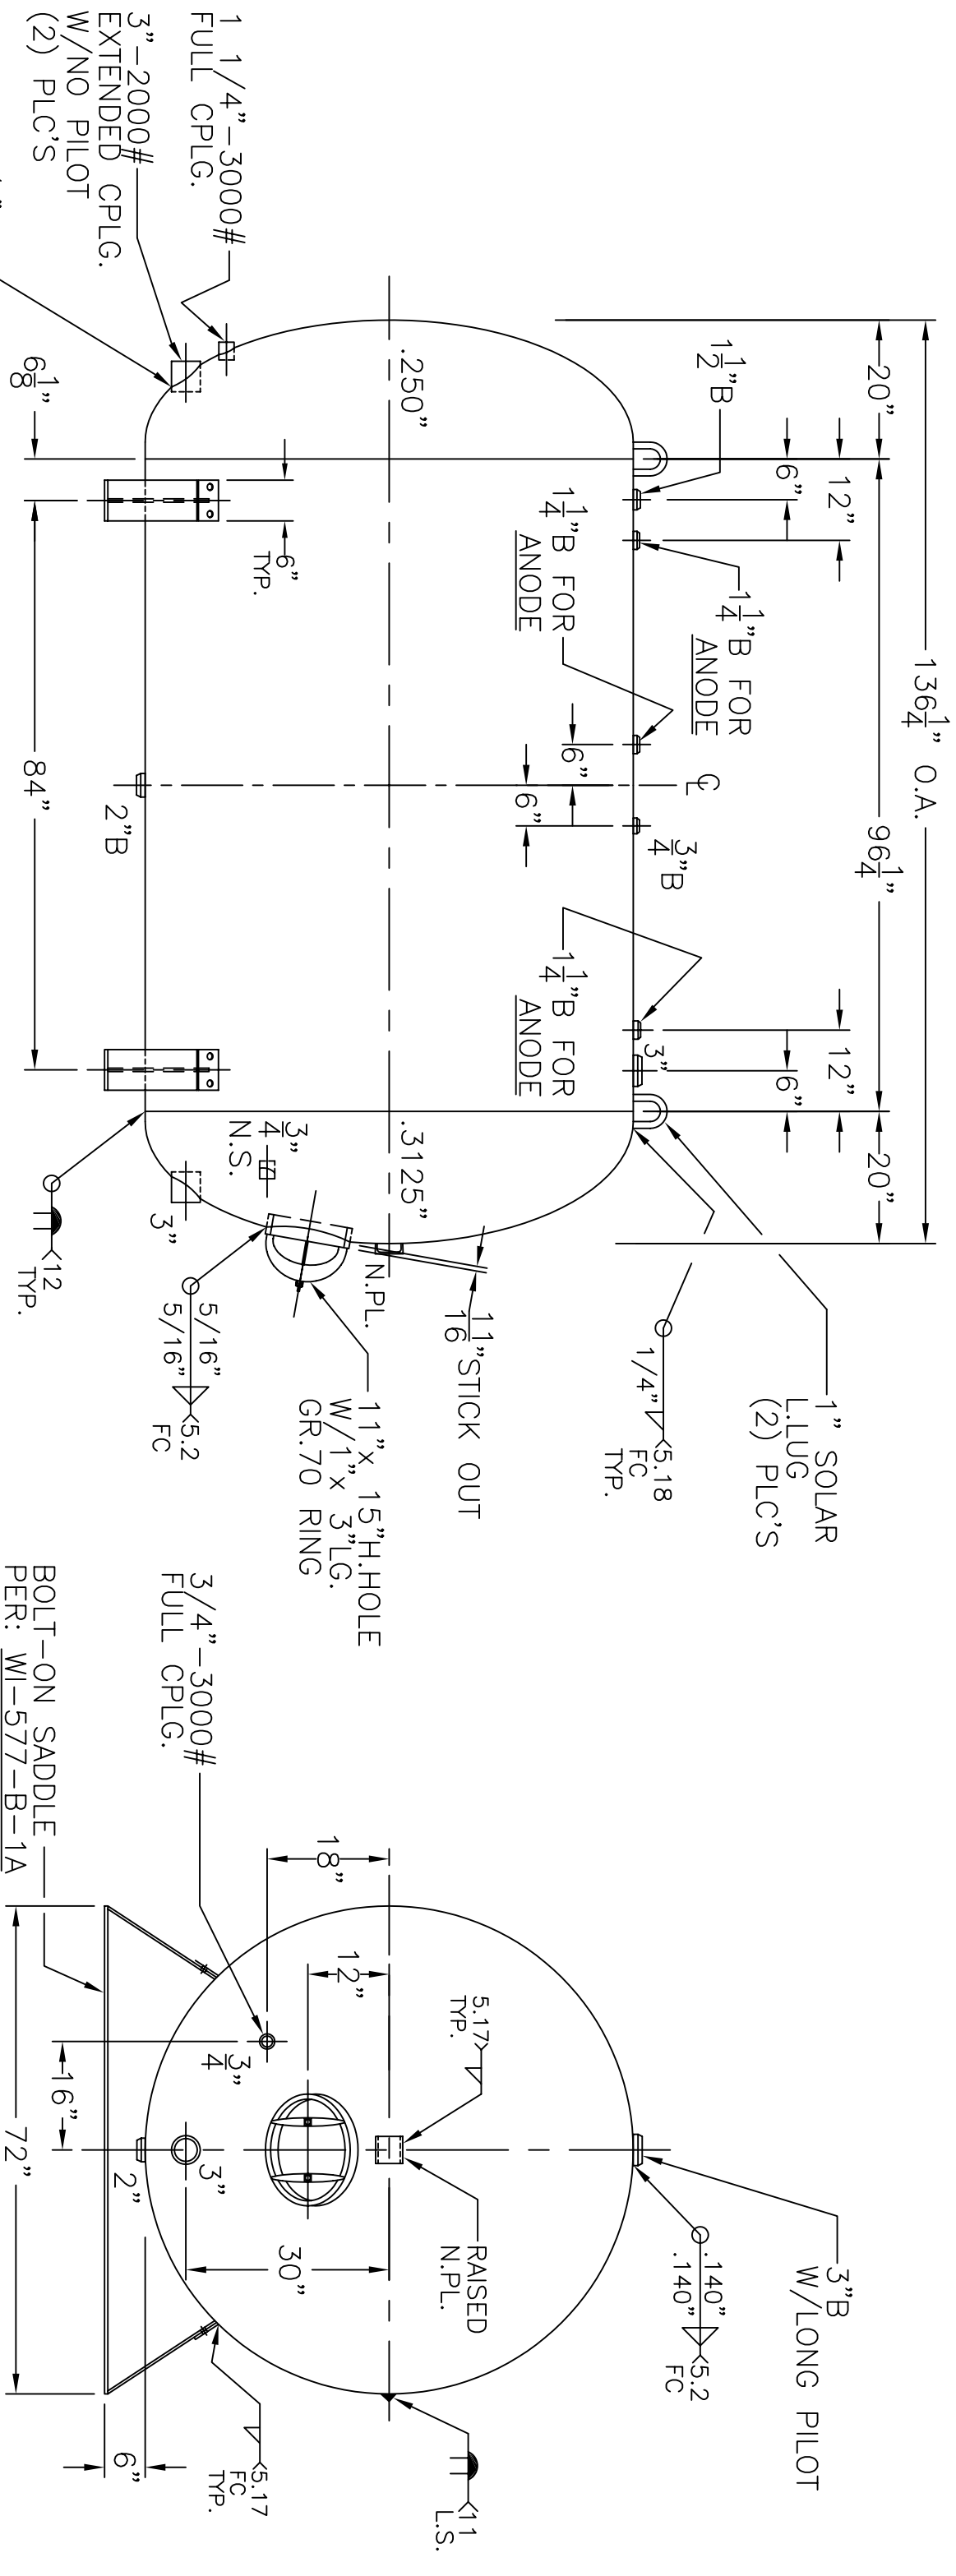 136 1/4" O.A.
20"
96 1/4"
20"
12"
6"
12"
6"
1 1/2"B
1 1/4"B FOR
ANODE
1 1/4"B FOR
ANODE
6"
6"
℄
3/4"B
1 1/4"B FOR
ANODE
3"
.250"
.3125"
1" SOLAR
L.LUG
(2) PLC'S
1/4"
5.18
FC
TYP.
1 1/16"STICK OUT
N.PL.
11"x 15"H.HOLE
W/1"x 3"LG.
GR.70 RING
3/4"
N.S.
3"
5/16"
5/16"
5.2
FC
12
TYP.
1 1/4"-3000#
FULL CPLG.
3"-2000#
EXTENDED CPLG.
W/NO PILOT
(2) PLC'S
6 1/8"
6"
TYP.
84"
2"B
3"B
W/LONG PILOT
.140"
.140"
5.2
FC
5.17
TYP.
RAISED
N.PL.
11
L.S.
18"
12"
30"
3/4"-3000#
FULL CPLG.
3/4"
3"
2"
16"
72"
6"
5.17
FC
TYP.
BOLT-ON SADDLE
PER: WI-577-B-1A